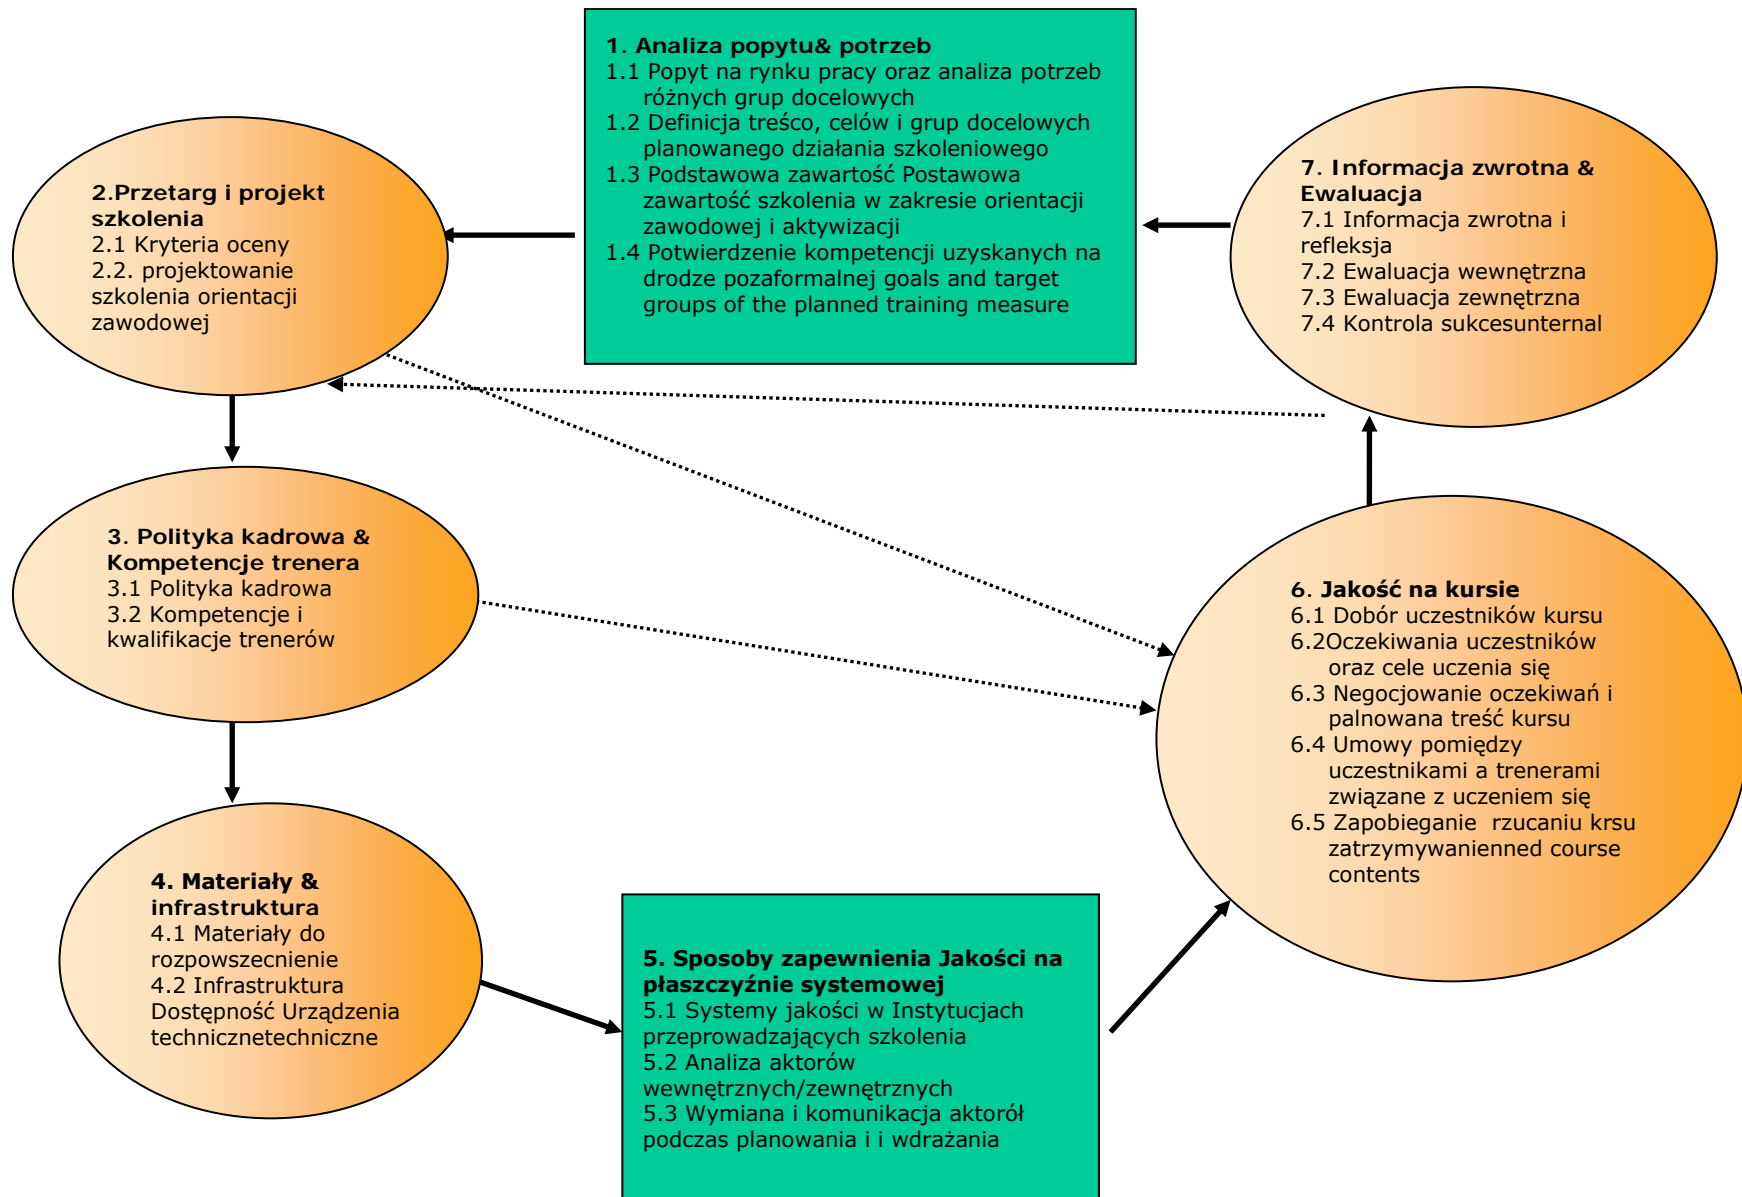 1. Analiza popytu& potrzeb
1.1 Popyt na rynku pracy oraz analiza potrzeb
różnych grup docelowych
1.2 Definicja treśco, celów i grup docelowych
planowanego działania szkoleniowego
1.3 Podstawowa zawartość Postawowa
zawartość szkolenia w zakresie orientacji
zawodowej i aktywizacji
1.4 Potwierdzenie kompetencji uzyskanych na
drodze pozaformalnej goals and target
groups of the planned training measure
2.Przetarg i projekt
szkolenia
2.1 Kryteria oceny
2.2. projektowanie
szkolenia orientacji
zawodowej
3. Polityka kadrowa &
Kompetencje trenera
3.1 Polityka kadrowa
3.2 Kompetencje i
kwalifikacje trenerów
4. Materiały &
infrastruktura
4.1 Materiały do
rozpowszecnienie
4.2 Infrastruktura
Dostępność Urządzenia
technicznetechniczne
5. Sposoby zapewnienia Jakości na
płaszczyźnie systemowej
5.1 Systemy jakości w Instytucjach
przeprowadzających szkolenia
5.2 Analiza aktorów
wewnętrznych/zewnętrznych
5.3 Wymiana i komunikacja aktorół
podczas planowania i i wdrażania
6. Jakość na kursie
6.1 Dobór uczestników kursu
6.2Oczekiwania uczestników
oraz cele uczenia się
6.3 Negocjowanie oczekiwań i
palnowana treść kursu
6.4 Umowy pomiędzy
uczestnikami a trenerami
związane z uczeniem się
6.5 Zapobieganie  rzucaniu krsu
zatrzymywanienned course
contents
7. Informacja zwrotna &
Ewaluacja
7.1 Informacja zwrotna i
refleksja
7.2 Ewaluacja wewnętrzna
7.3 Ewaluacja zewnętrzna
7.4 Kontrola sukcesunternal